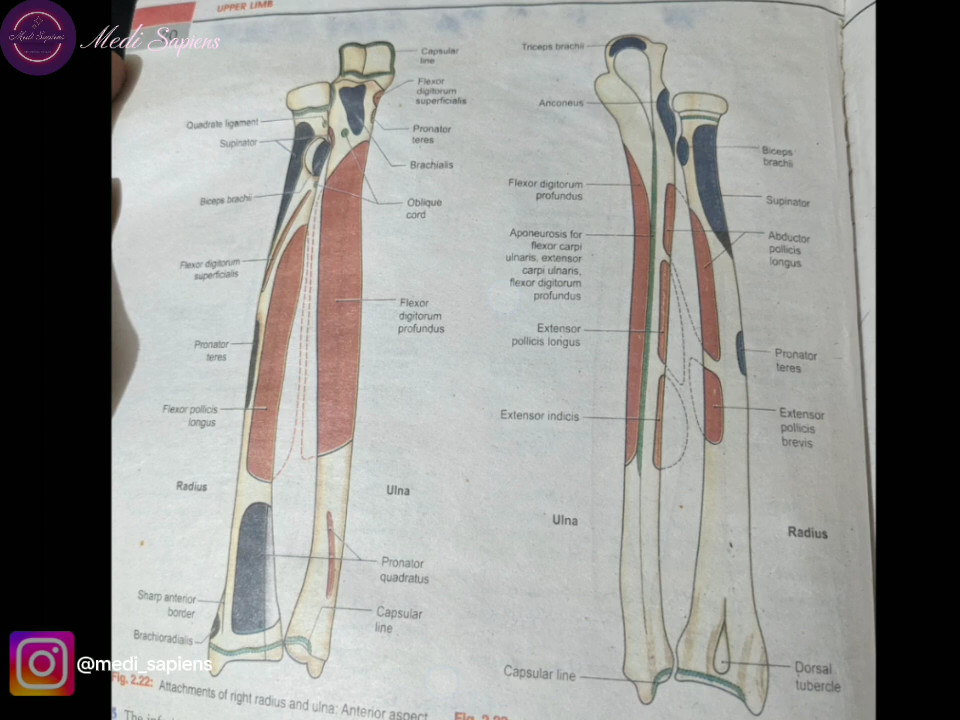 UPPER LIMB
Medi Sapiens
Medi Sapiens
Capsular
line
Flexor
digitorum
superficialis
Quadrate ligament
Supinator
Pronator
teres
Brachialis
Biceps brachii
Oblique
cord
Flexor digitorum
superficialis
Flexor
digitorum
profundus
Pronator
teres
Flexor pollicis
longus
Radius
Ulna
Pronator
quadratus
Sharp anterior
border
Capsular
line
Brachioradialis
Triceps brachii
Anconeus
Biceps
brachii
Flexor digitorum
profundus
Supinator
Aponeurosis for
flexor carpi
ulnaris, extensor
carpi ulnaris,
flexor digitorum
profundus
Abductor
pollicis
longus
Extensor
pollicis longus
Pronator
teres
Extensor indicis
Extensor
pollicis
brevis
Ulna
Radius
Capsular line
Dorsal
tubercle
@medi_sapiens
Fig. 2.22: Attachments of right radius and ulna: Anterior aspect
The